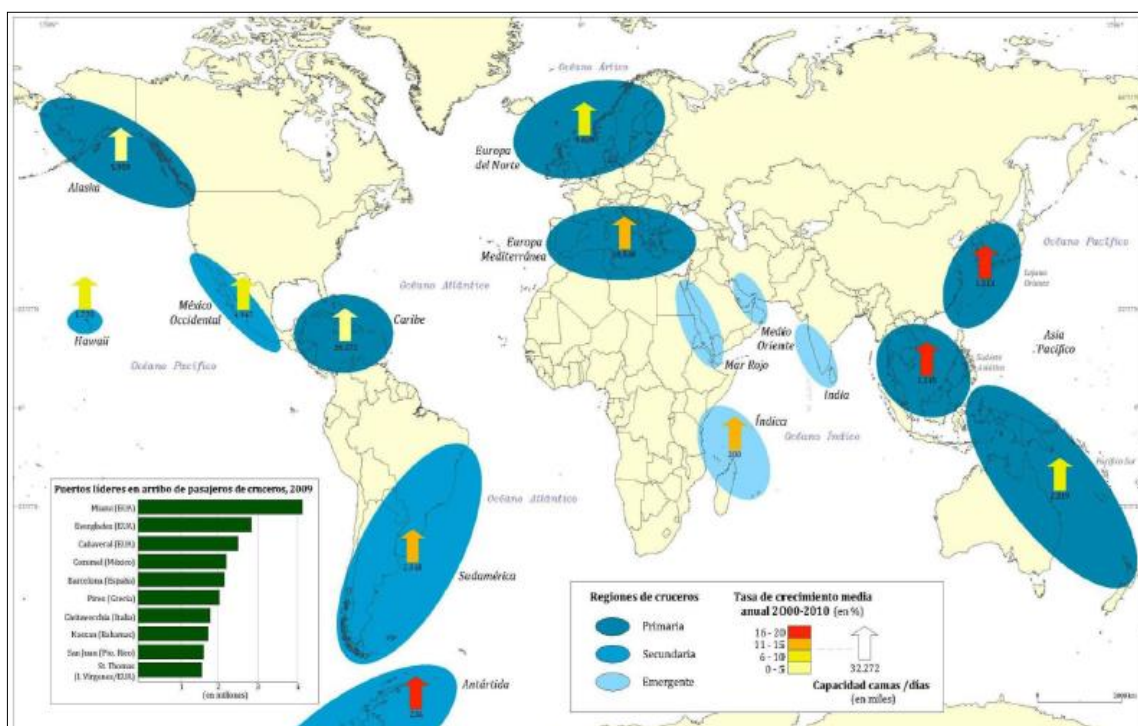 Océano Ártico
Europa
del Norte
Alaska
Europa
Mediterránea
Océano Pacífico
Océano Atlántico
México
Occidental
Hawaii
Caribe
Medio
Oriente
Mar Rojo
Asia
Pacífico
Océano Pacífico
India
Índica
200
Océano Índico
Pacífico Sur
Océano Atlántico
Sudamérica
Antártida
Puertos líderes en arribo de pasajeros de cruceros, 2009
Miami (EUA)
Everglades (EUA)
Cañaveral (EUA)
Cozumel (México)
Barcelona (España)
Pireo (Grecia)
Civitavecchia (Italia)
Nassau (Bahamas)
San Juan (Pto. Rico)
St. Thomas
(I. Vírgenes/EUA)
1 2 3 4
(en millones)
Regiones de cruceros
Primaria
Secundaria
Emergente
Tasa de crecimiento media
anual 2000-2010 (en %)
16 - 20
11 - 15
6 - 10
0 - 5
32,272
Capacidad camas /días
(en miles)